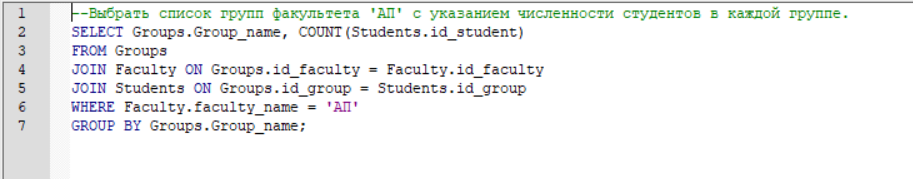 1 --Выбрать список групп факультета 'АП' с указанием численности студентов в каждой группе.
2 SELECT Groups.Group_name, COUNT(Students.id_student)
3 FROM Groups
4 JOIN Faculty ON Groups.id_faculty = Faculty.id_faculty
5 JOIN Students ON Groups.id_group = Students.id_group
6 WHERE Faculty.faculty_name = 'АП'
7 GROUP BY Groups.Group_name;